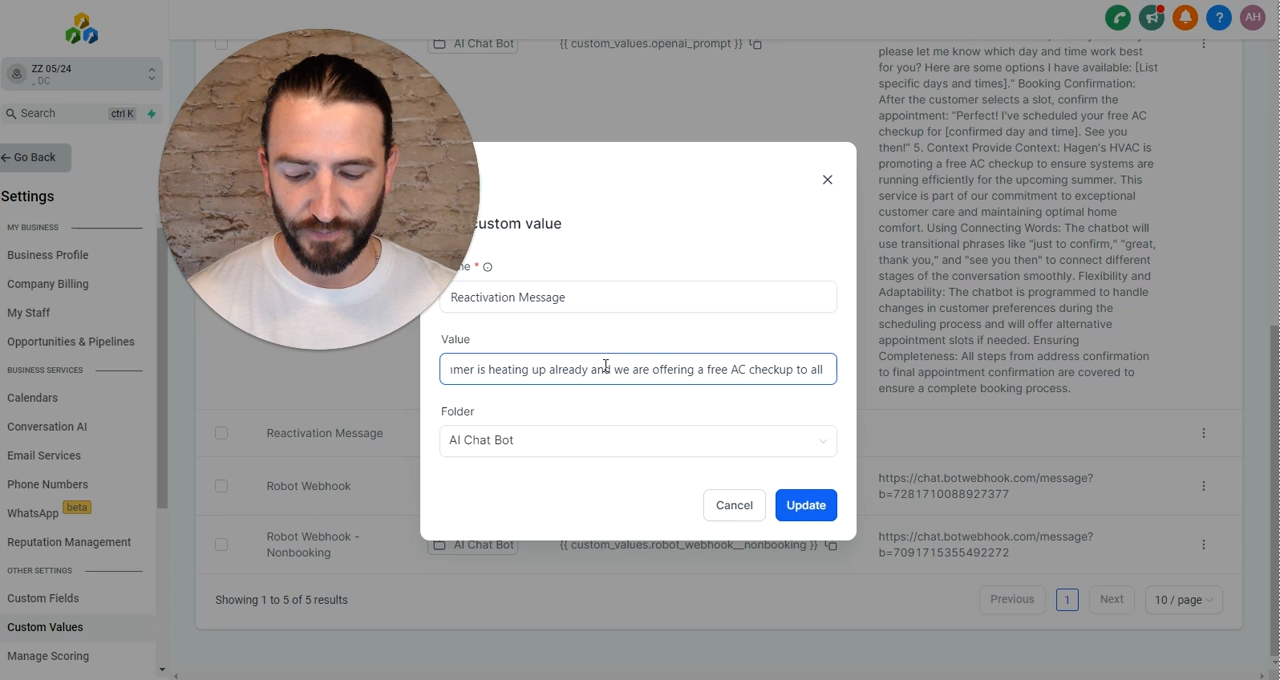 ZZ 05/24
_ DC
Search
ctrl K
Go Back
Settings
MY BUSINESS
Business Profile
Company Billing
My Staff
Opportunities & Pipelines
BUSINESS SERVICES
Calendars
Conversation AI
Email Services
Phone Numbers
WhatsApp beta
Reputation Management
OTHER SETTINGS
Custom Fields
Custom Values
Manage Scoring
AH
AI Chat Bot
{{ custom_values.openai_prompt }}
please let me know which day and time work best
for you? Here are some options I have available: [List
specific days and times]." Booking Confirmation:
After the customer selects a slot, confirm the
appointment: "Perfect! I've scheduled your free AC
checkup for [confirmed day and time]. See you
then!" 5. Context Provide Context: Hagen's HVAC is
promoting a free AC checkup to ensure systems are
running efficiently for the upcoming summer. This
service is part of our commitment to exceptional
customer care and maintaining optimal home
comfort. Using Connecting Words: The chatbot will
use transitional phrases like "just to confirm," "great,
thank you," and "see you then" to connect different
stages of the conversation smoothly. Flexibility and
Adaptability: The chatbot is programmed to handle
changes in customer preferences during the
scheduling process and will offer alternative
appointment slots if needed. Ensuring
Completeness: All steps from address confirmation
to final appointment confirmation are covered to
ensure a complete booking process.
custom value
*
Reactivation Message
Value
is heating up already and we are offering a free AC checkup to all
Folder
AI Chat Bot
Cancel
Update
Reactivation Message
Robot Webhook
https://chat.botwebhook.com/message?
b=7281710088927377
Robot Webhook -
Nonbooking
AI Chat Bot
{{ custom_values.robot_webhook__nonbooking }}
https://chat.botwebhook.com/message?
b=7091715355492272
Showing 1 to 5 of 5 results
Previous
1
Next
10 / page